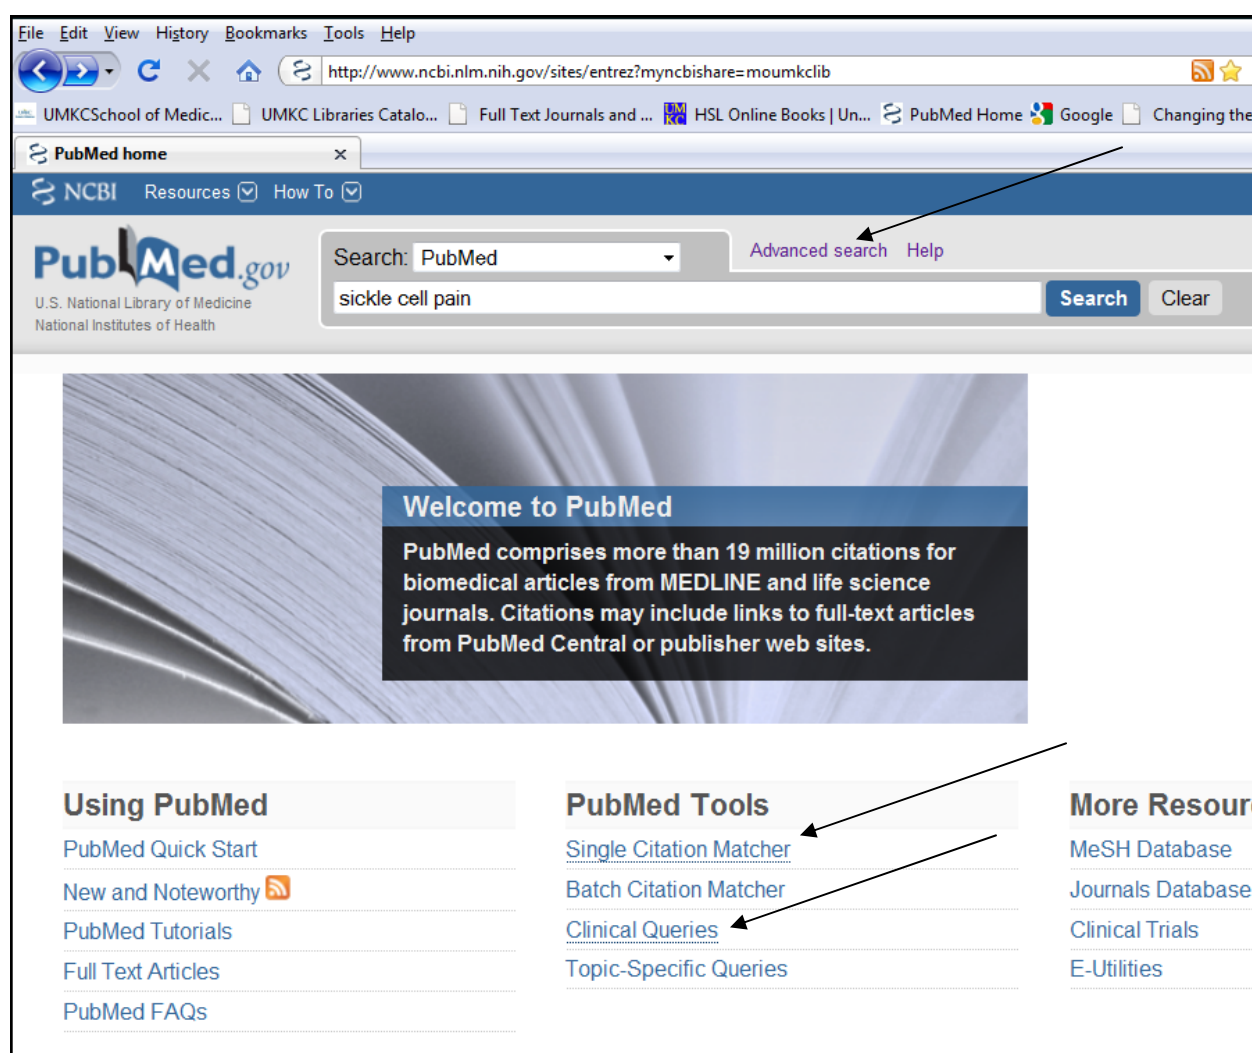 File Edit View History Bookmarks Tools Help
http://www.ncbi.nlm.nih.gov/sites/entrez?myncbishare=moumkclib
UMKCSchool of Medic... UMKC Libraries Catalo... Full Text Journals and ... HSL Online Books | Un... PubMed Home Google Changing the
PubMed home
NCBI Resources How To
PubMed.gov
U.S. National Library of Medicine
National Institutes of Health
Search: PubMed
Advanced search Help
sickle cell pain
Search Clear
Welcome to PubMed
PubMed comprises more than 19 million citations for
biomedical articles from MEDLINE and life science
journals. Citations may include links to full-text articles
from PubMed Central or publisher web sites.
Using PubMed
PubMed Quick Start
New and Noteworthy
PubMed Tutorials
Full Text Articles
PubMed FAQs
PubMed Tools
Single Citation Matcher
Batch Citation Matcher
Clinical Queries
Topic-Specific Queries
More Resour
MeSH Database
Journals Database
Clinical Trials
E-Utilities